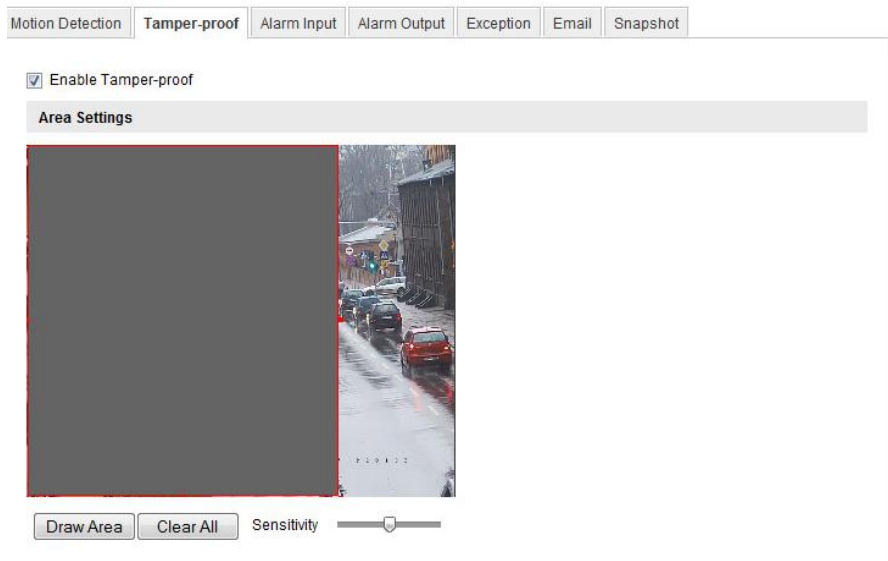 Motion Detection Tamper-proof Alarm Input Alarm Output Exception Email Snapshot
Enable Tamper-proof
Area Settings
Draw Area Clear All Sensitivity